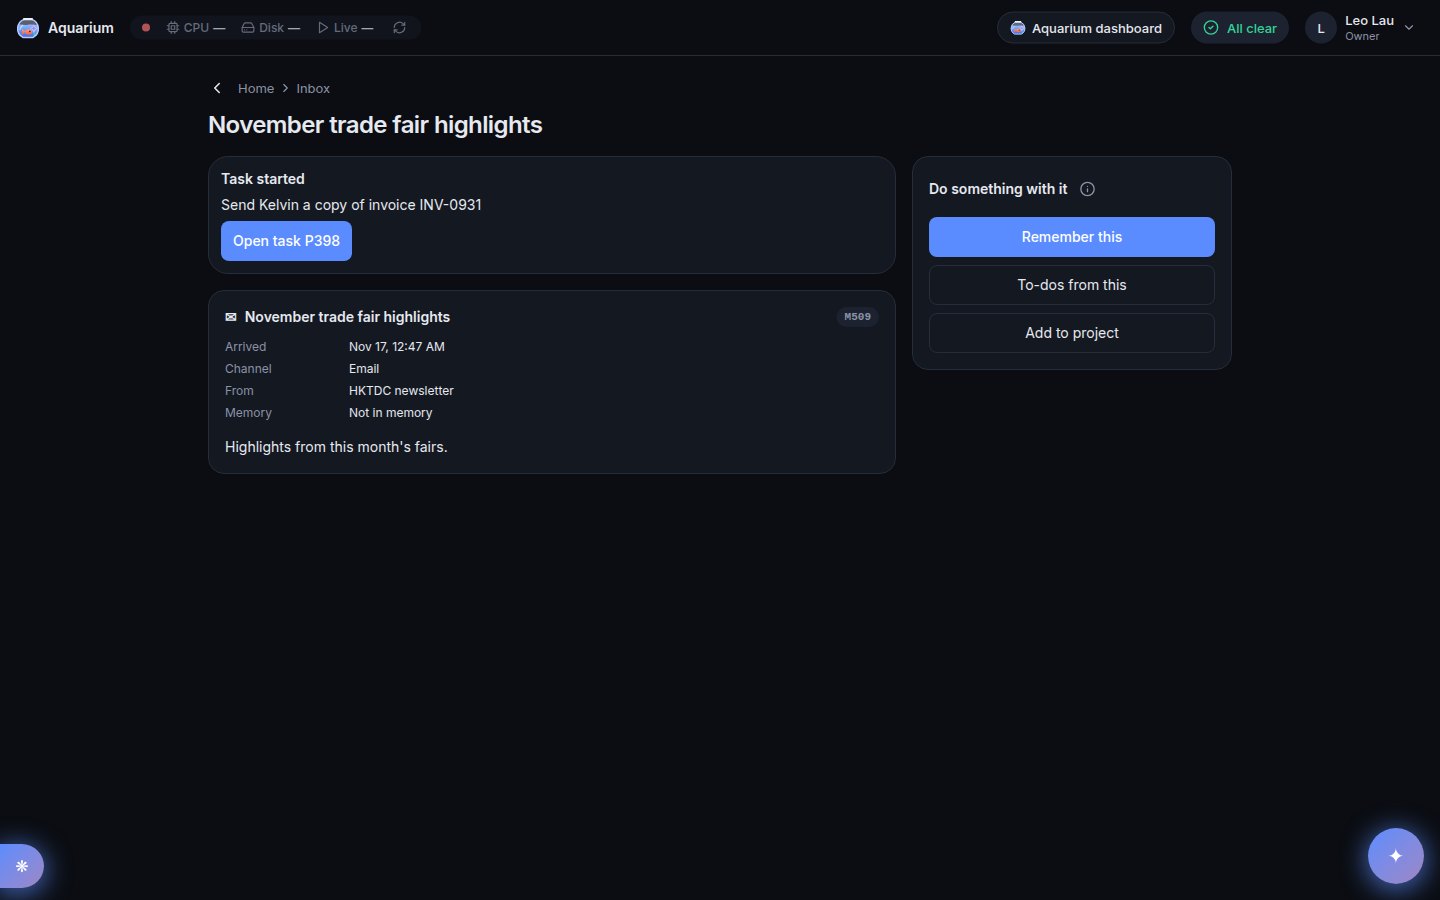 Aquarium
CPU —
Disk —
Live —
Aquarium dashboard
All clear
L
Leo Lau
Owner
Home
Inbox
November trade fair highlights
Task started
Send Kelvin a copy of invoice INV-0931
Open task P398
November trade fair highlights
M509
Arrived Nov 17, 12:47 AM
Channel Email
From HKTDC newsletter
Memory Not in memory
Highlights from this month's fairs.
Do something with it
Remember this
To-dos from this
Add to project